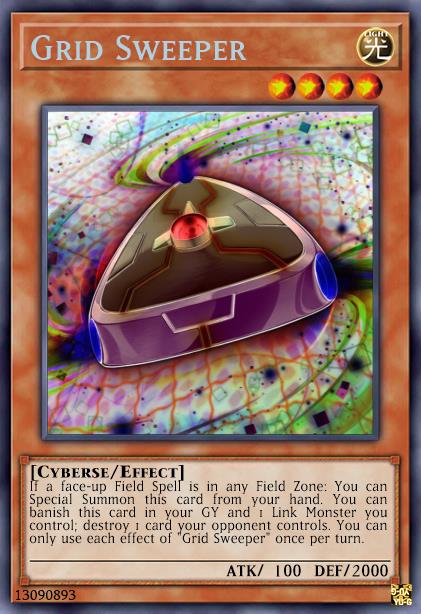 Grid Sweeper
LIGHT
光
[Cyberse/Effect]
If a face-up Field Spell is in any Field Zone: You can
Special Summon this card from your hand. You can
banish this card in your GY and 1 Link Monster you
control; destroy 1 card your opponent controls. You can
only use each effect of "Grid Sweeper" once per turn.
ATK/ 100 DEF/2000
13090893